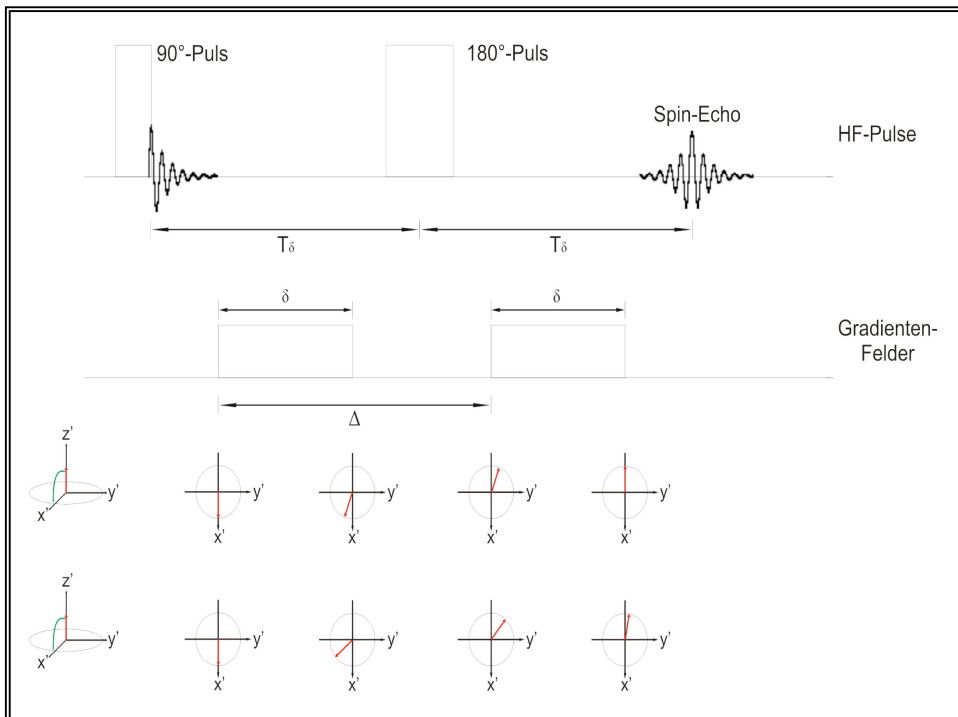 90°-Puls
180°-Puls
Spin-Echo
HF-Pulse
Tδ
Tδ
δ
δ
Gradienten-
Felder
Δ
z'
y'
x'
y'
x'
y'
x'
y'
x'
y'
x'
z'
y'
x'
y'
x'
y'
x'
y'
x'
y'
x'